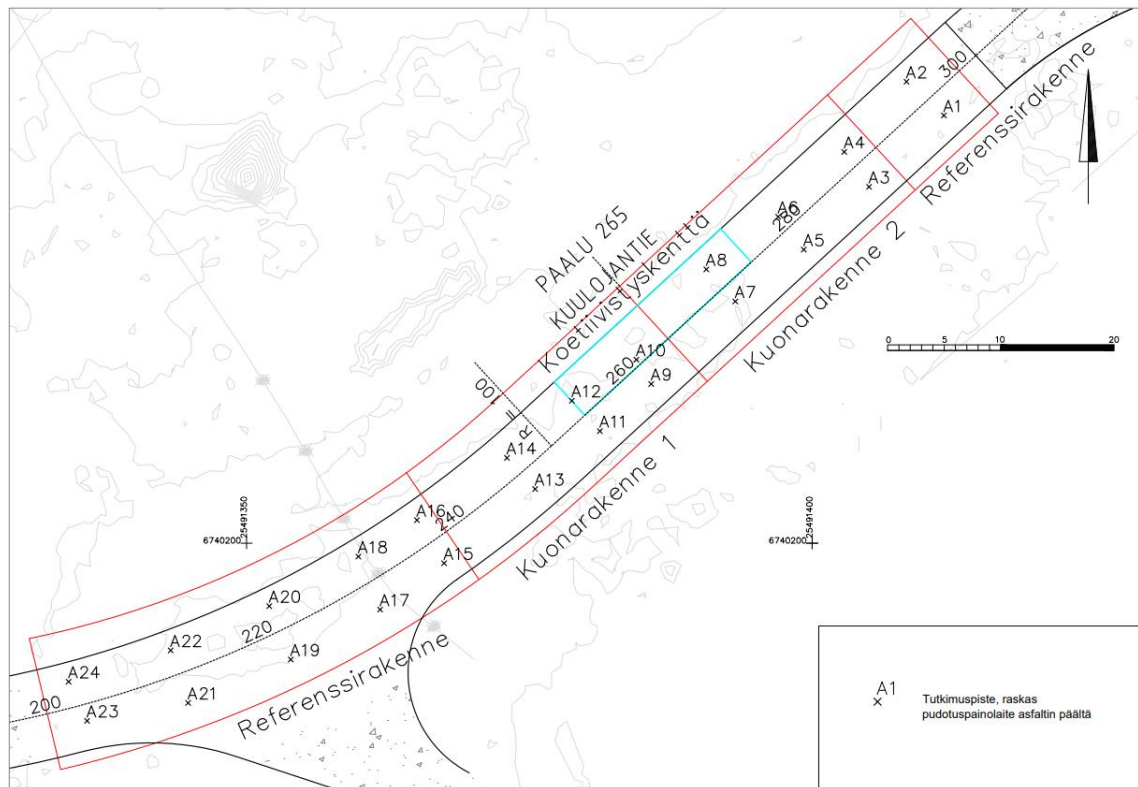 300
A2
A1
A4
A3
Referenssirakenne
A6
280
A5
PAALU 265
KUULOJANTIE
Koetiivistyskenttä
A8
A7
Kuonarakenne 2
0 5 10 20
A10
260
A9
A12
A11
R = 100
A14
A13
Kuonarakenne 1
A16
240
A15
6740200
25491350
6740200
25491400
A18
A17
A20
220
A19
A22
A21
Referenssirakenne
A24
200
A23
A1
Tutkimuspiste, raskas
pudotuspainolaite asfaltin päältä